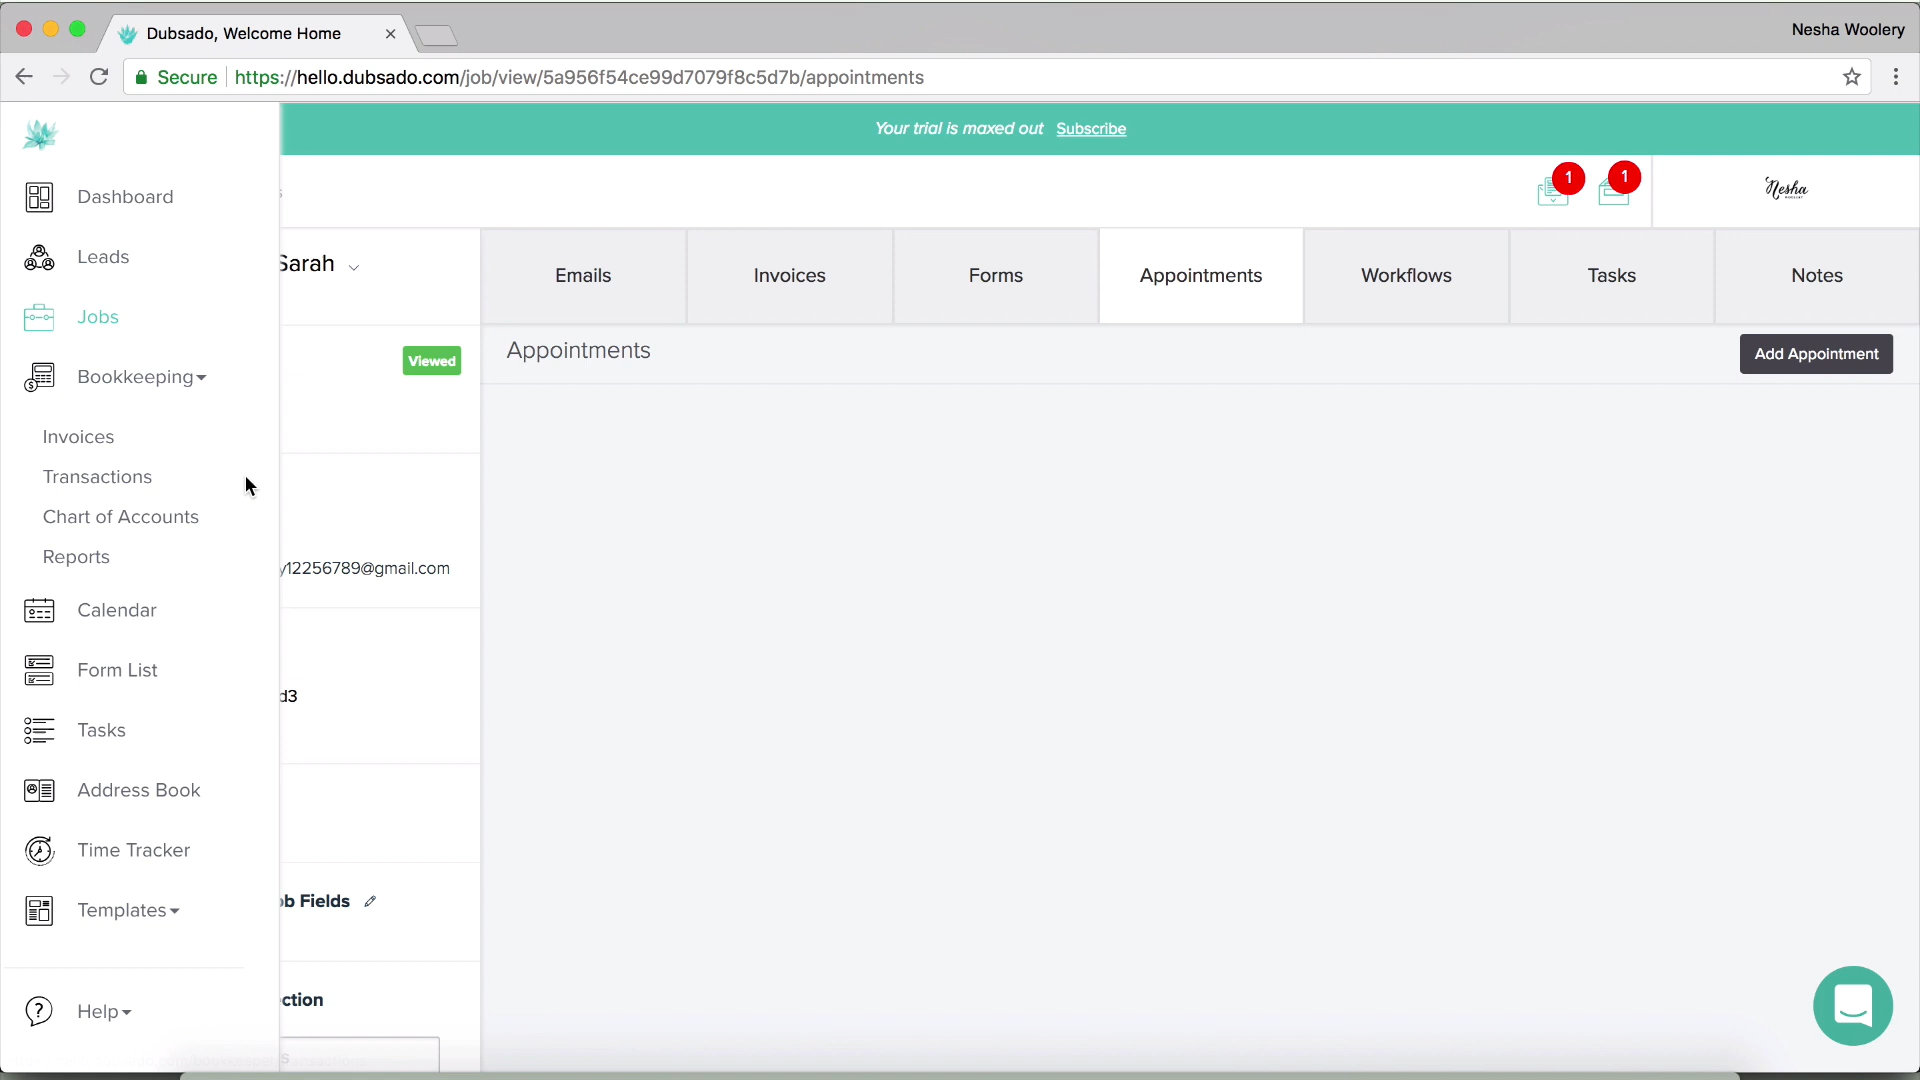 Dubsado, Welcome Home
Nesha Woolery
Secure https://hello.dubsado.com/job/view/5a956f54ce99d7079f8c5d7b/appointments
Your trial is maxed out Subscribe
1 1
Nesha
Dashboard
Leads
Jobs
Bookkeeping
Invoices
Transactions
Chart of Accounts
Reports
Calendar
Form List
Tasks
Address Book
Time Tracker
Templates
Help
Sarah
Viewed
y12256789@gmail.com
d3
ob Fields
ction
Emails
Invoices
Forms
Appointments
Workflows
Tasks
Notes
Appointments
Add Appointment